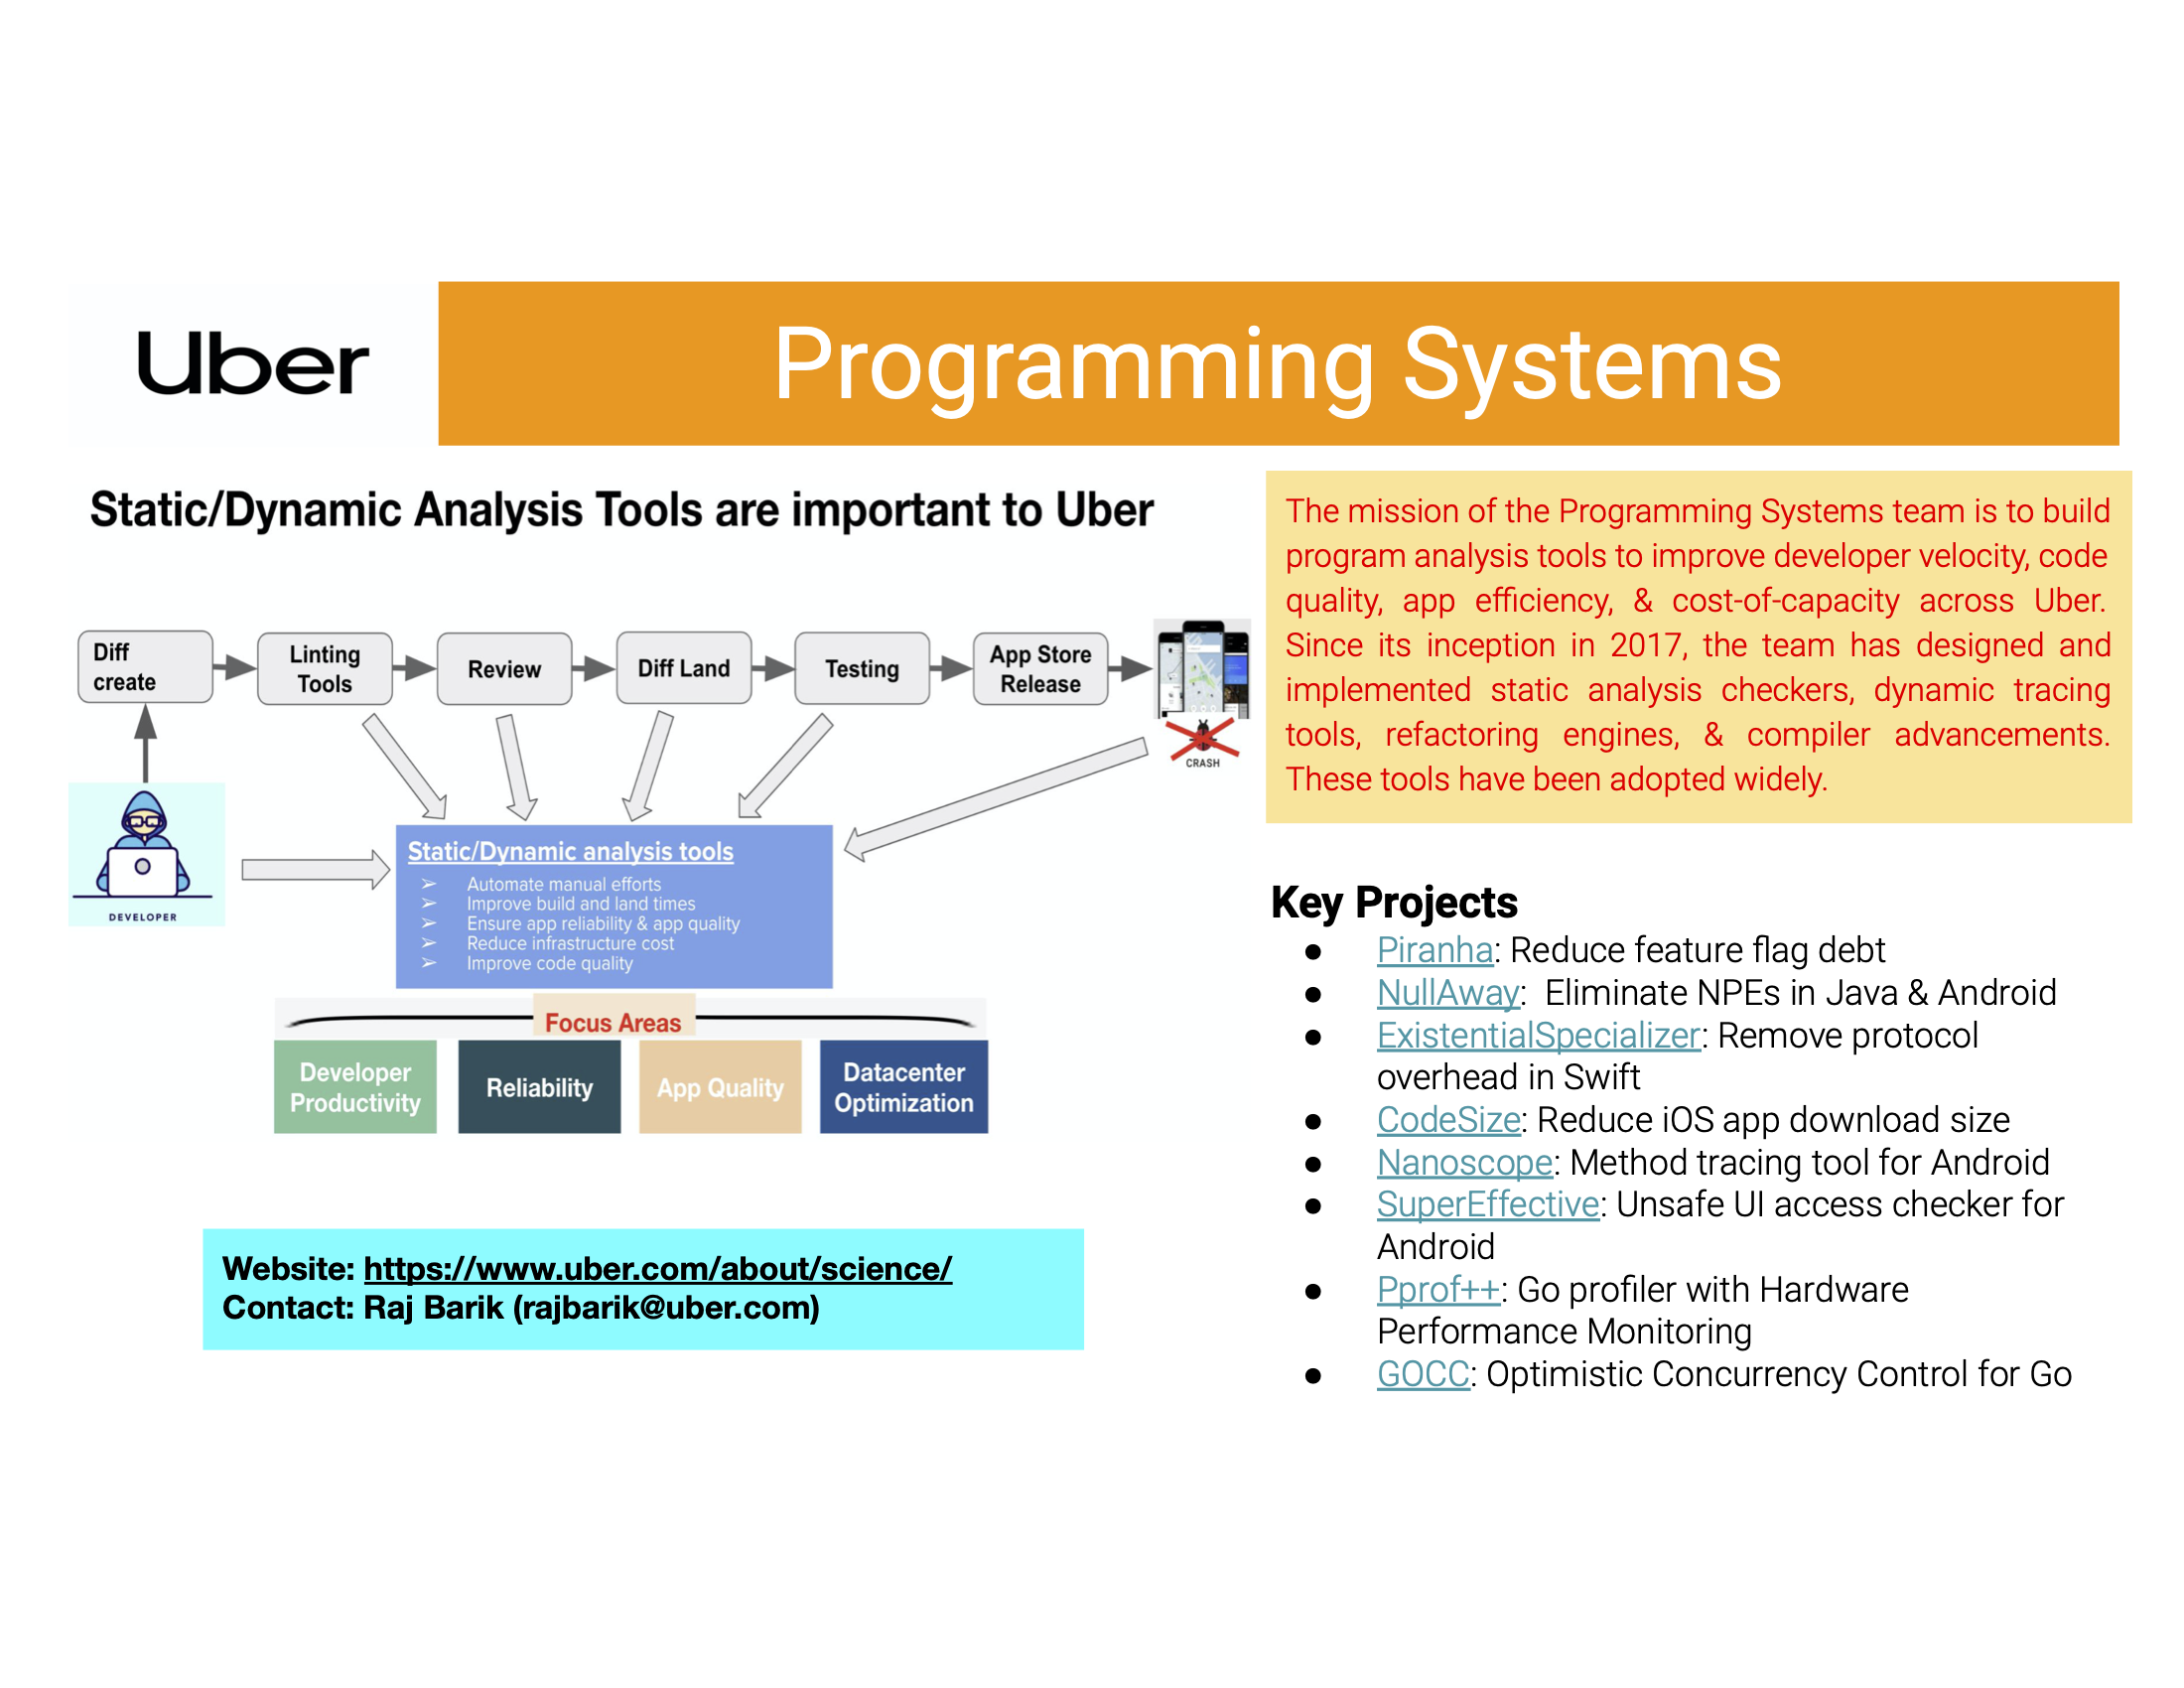 Uber
Programming Systems
Static/Dynamic Analysis Tools are important to Uber
Diff
create
Linting
Tools
Review
Diff Land
Testing
App Store
Release
CRASH
DEVELOPER
Static/Dynamic analysis tools
➢ Automate manual efforts
➢ Improve build and land times
➢ Ensure app reliability & app quality
➢ Reduce infrastructure cost
➢ Improve code quality
Focus Areas
Developer
Productivity
Reliability
App Quality
Datacenter
Optimization
Website: https://www.uber.com/about/science/
Contact: Raj Barik (rajbarik@uber.com)
The mission of the Programming Systems team is to build
program analysis tools to improve developer velocity, code
quality, app efficiency, & cost-of-capacity across Uber.
Since its inception in 2017, the team has designed and
implemented static analysis checkers, dynamic tracing
tools, refactoring engines, & compiler advancements.
These tools have been adopted widely.
Key Projects
● Piranha: Reduce feature flag debt
● NullAway: Eliminate NPEs in Java & Android
● ExistentialSpecializer: Remove protocol
overhead in Swift
● CodeSize: Reduce iOS app download size
● Nanoscope: Method tracing tool for Android
● SuperEffective: Unsafe UI access checker for
Android
● Pprof++: Go profiler with Hardware
Performance Monitoring
● GOCC: Optimistic Concurrency Control for Go